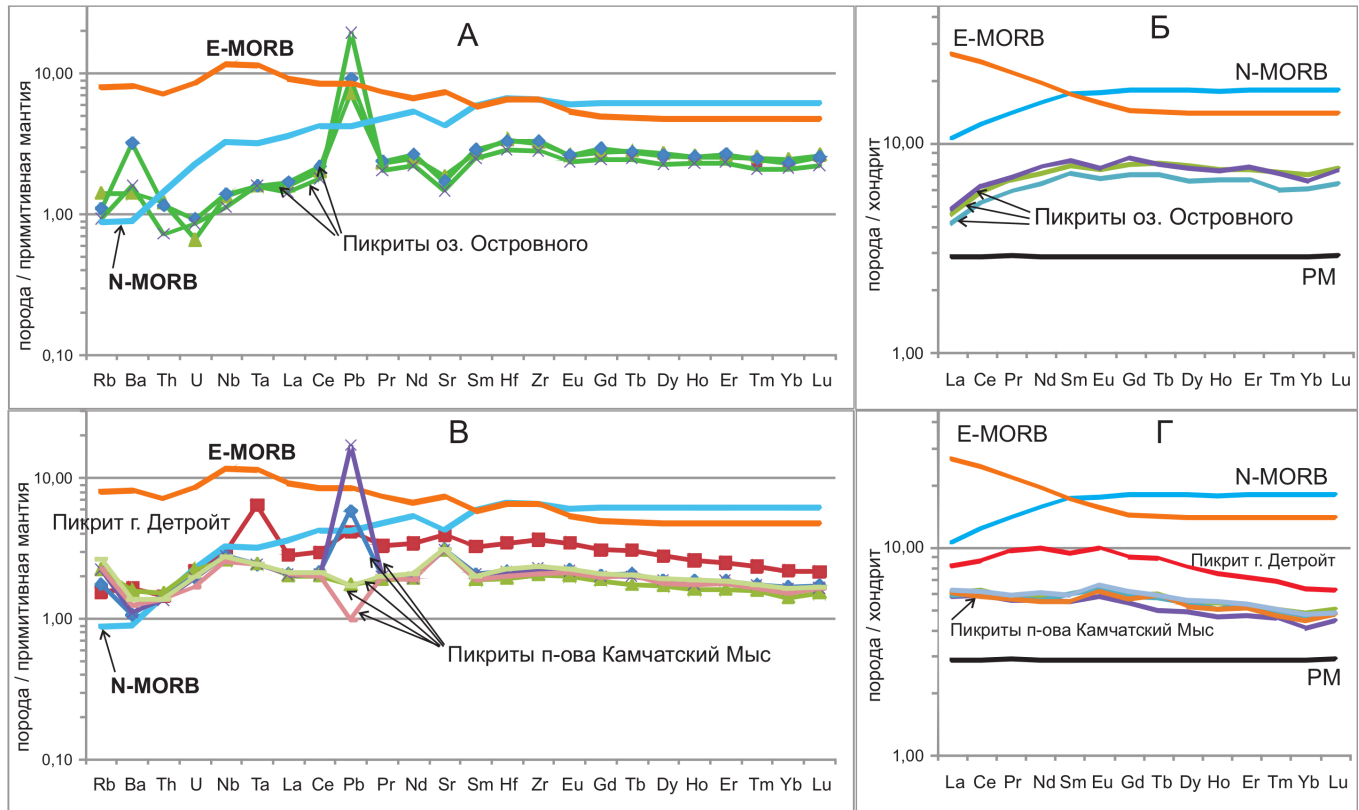 А
E-MORB
10,00
1,00
0,10
порода / примитивная мантия
Пикриты оз. Островного
N-MORB
Rb Ba Th U Nb Ta La Ce Pb Pr Nd Sr Sm Hf Zr Eu Gd Tb Dy Ho Er Tm Yb Lu
Б
E-MORB
N-MORB
10,00
1,00
порода / хондрит
Пикриты оз. Островного
PM
La Ce Pr Nd Sm Eu Gd Tb Dy Ho Er Tm Yb Lu
В
E-MORB
10,00
1,00
0,10
порода / примитивная мантия
Пикрит г. Детройт
Пикриты п-ова Камчатский Мыс
N-MORB
Rb Ba Th U Nb Ta La Ce Pb Pr Nd Sr Sm Hf Zr Eu Gd Tb Dy Ho Er Tm Yb Lu
Г
E-MORB
N-MORB
10,00
1,00
порода / хондрит
Пикрит г. Детройт
Пикриты п-ова Камчатский Мыс
PM
La Ce Pr Nd Sm Eu Gd Tb Dy Ho Er Tm Yb Lu